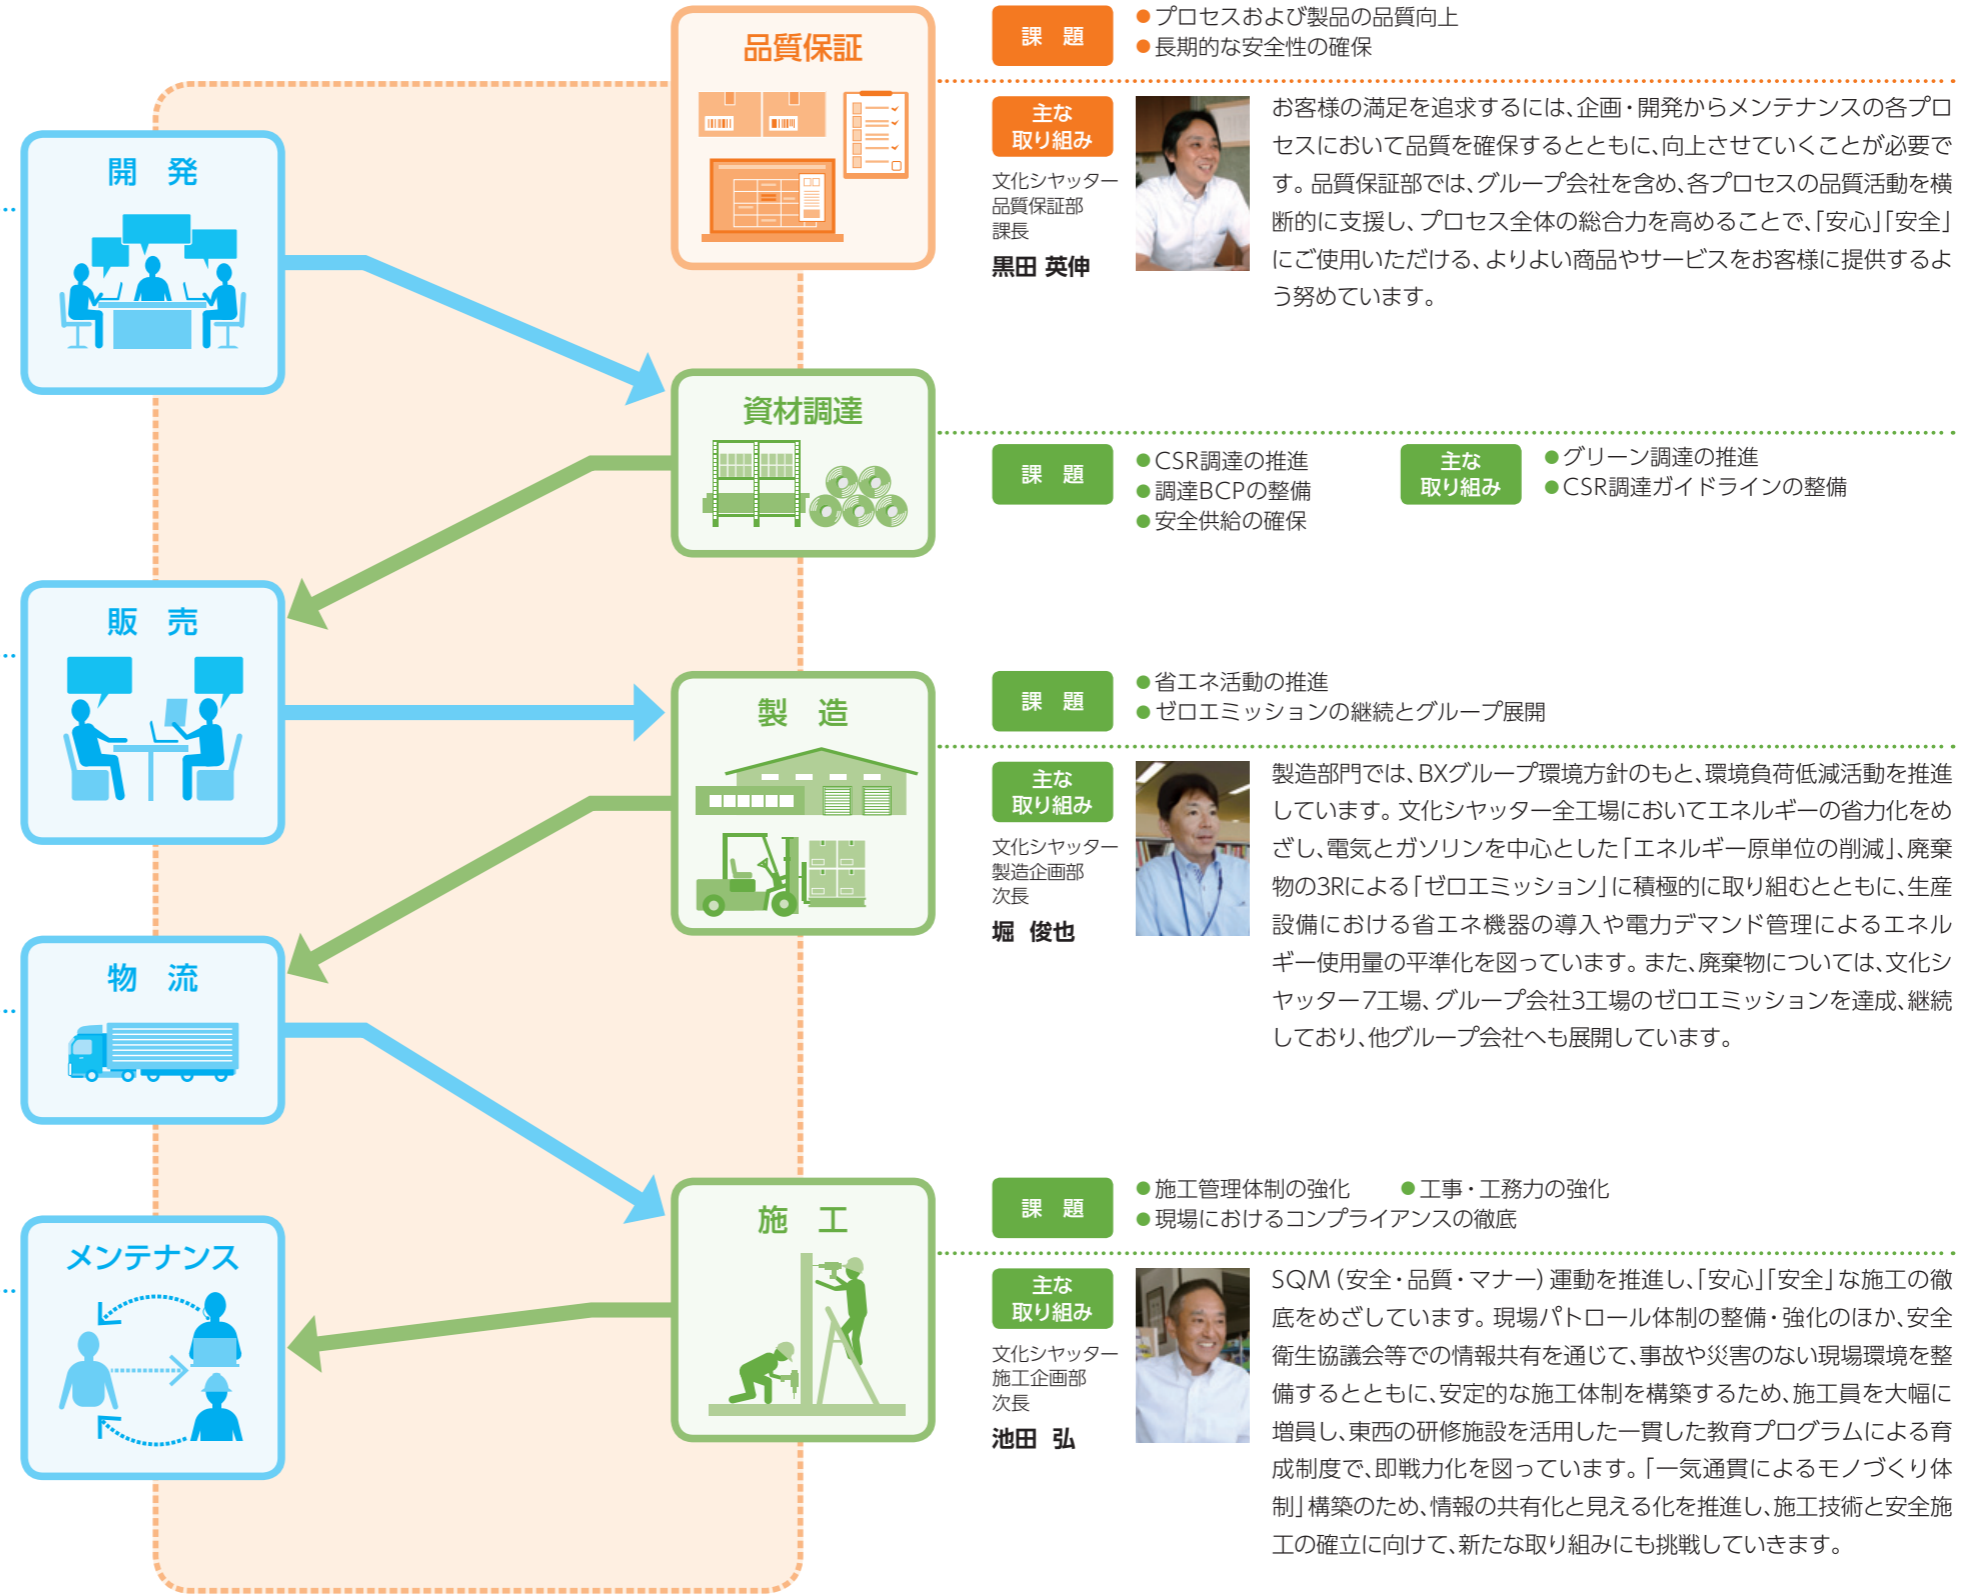 開　発
販　売
物　流
メンテナンス
品質保証
課　題
●プロセスおよび製品の品質向上
●長期的な安全性の確保
主な
取り組み
文化シヤッター
品質保証部
課長
黒田 英伸
お客様の満足を追求するには、企画・開発からメンテナンスの各プロ
セスにおいて品質を確保するとともに、向上させていくことが必要で
す。品質保証部では、グループ会社を含め、各プロセスの品質活動を横
断的に支援し、プロセス全体の総合力を高めることで、「安心」「安全」
にご使用いただける、よりよい商品やサービスをお客様に提供するよ
う努めています。
資材調達
課　題
●CSR調達の推進
●調達BCPの整備
●安全供給の確保
主な
取り組み
●グリーン調達の推進
●CSR調達ガイドラインの整備
製　造
課　題
●省エネ活動の推進
●ゼロエミッションの継続とグループ展開
主な
取り組み
文化シヤッター
製造企画部
次長
堀 俊也
製造部門では、BXグループ環境方針のもと、環境負荷低減活動を推進
しています。文化シヤッター全工場においてエネルギーの省力化をめ
ざし、電気とガソリンを中心とした「エネルギー原単位の削減」、廃棄
物の3Rによる「ゼロエミッション」に積極的に取り組むとともに、生産
設備における省エネ機器の導入や電力デマンド管理によるエネル
ギー使用量の平準化を図っています。また、廃棄物については、文化シ
ヤッター7工場、グループ会社3工場のゼロエミッションを達成、継続
しており、他グループ会社へも展開しています。
施　工
課　題
●施工管理体制の強化　●工事・工務力の強化
●現場におけるコンプライアンスの徹底
主な
取り組み
文化シヤッター
施工企画部
次長
池田 弘
SQM（安全・品質・マナー）運動を推進し、「安心」「安全」な施工の徹
底をめざしています。現場パトロール体制の整備・強化のほか、安全
衛生協議会等での情報共有を通じて、事故や災害のない現場環境を整
備するとともに、安定的な施工体制を構築するため、施工員を大幅に
増員し、東西の研修施設を活用した一貫した教育プログラムによる育
成制度で、即戦力化を図っています。「一気通貫によるモノづくり体
制」構築のため、情報の共有化と見える化を推進し、施工技術と安全施
工の確立に向けて、新たな取り組みにも挑戦していきます。